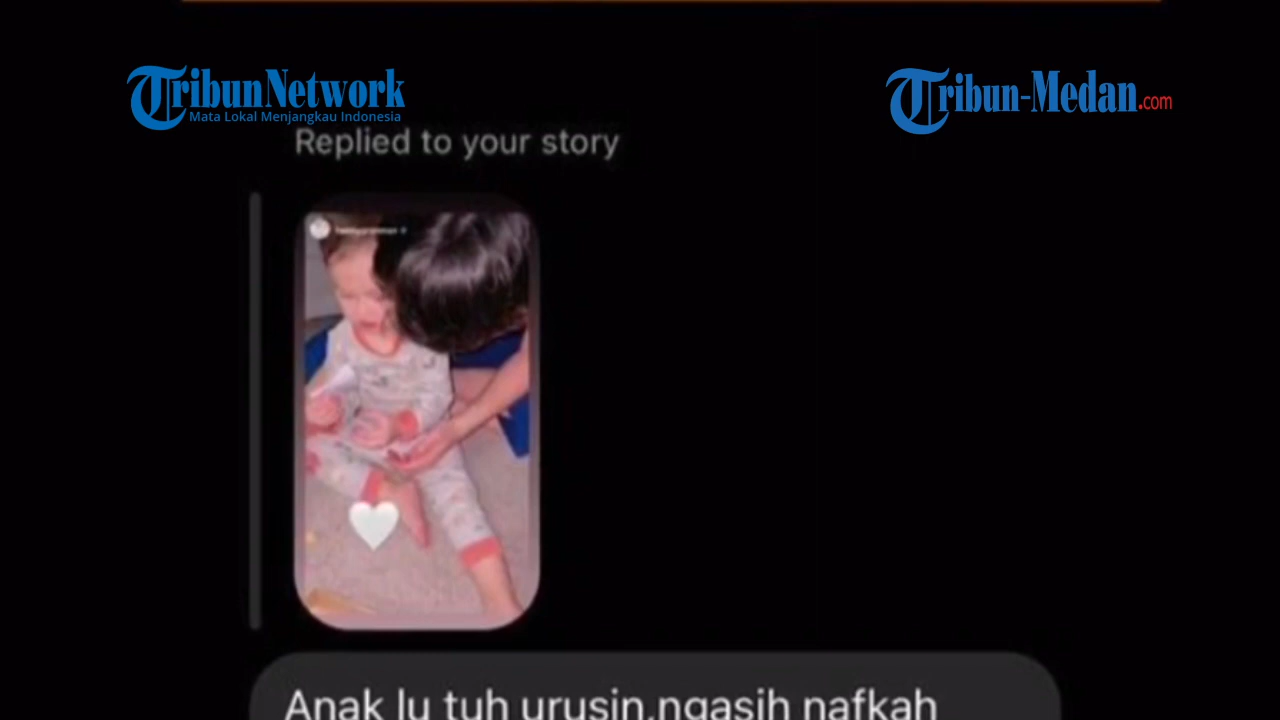 TribunNetwork
Mata Lokal Menjangkau Indonesia
Tribun-Medan.com
Replied to your story
Anak lu tuh urusin,ngasih nafkah